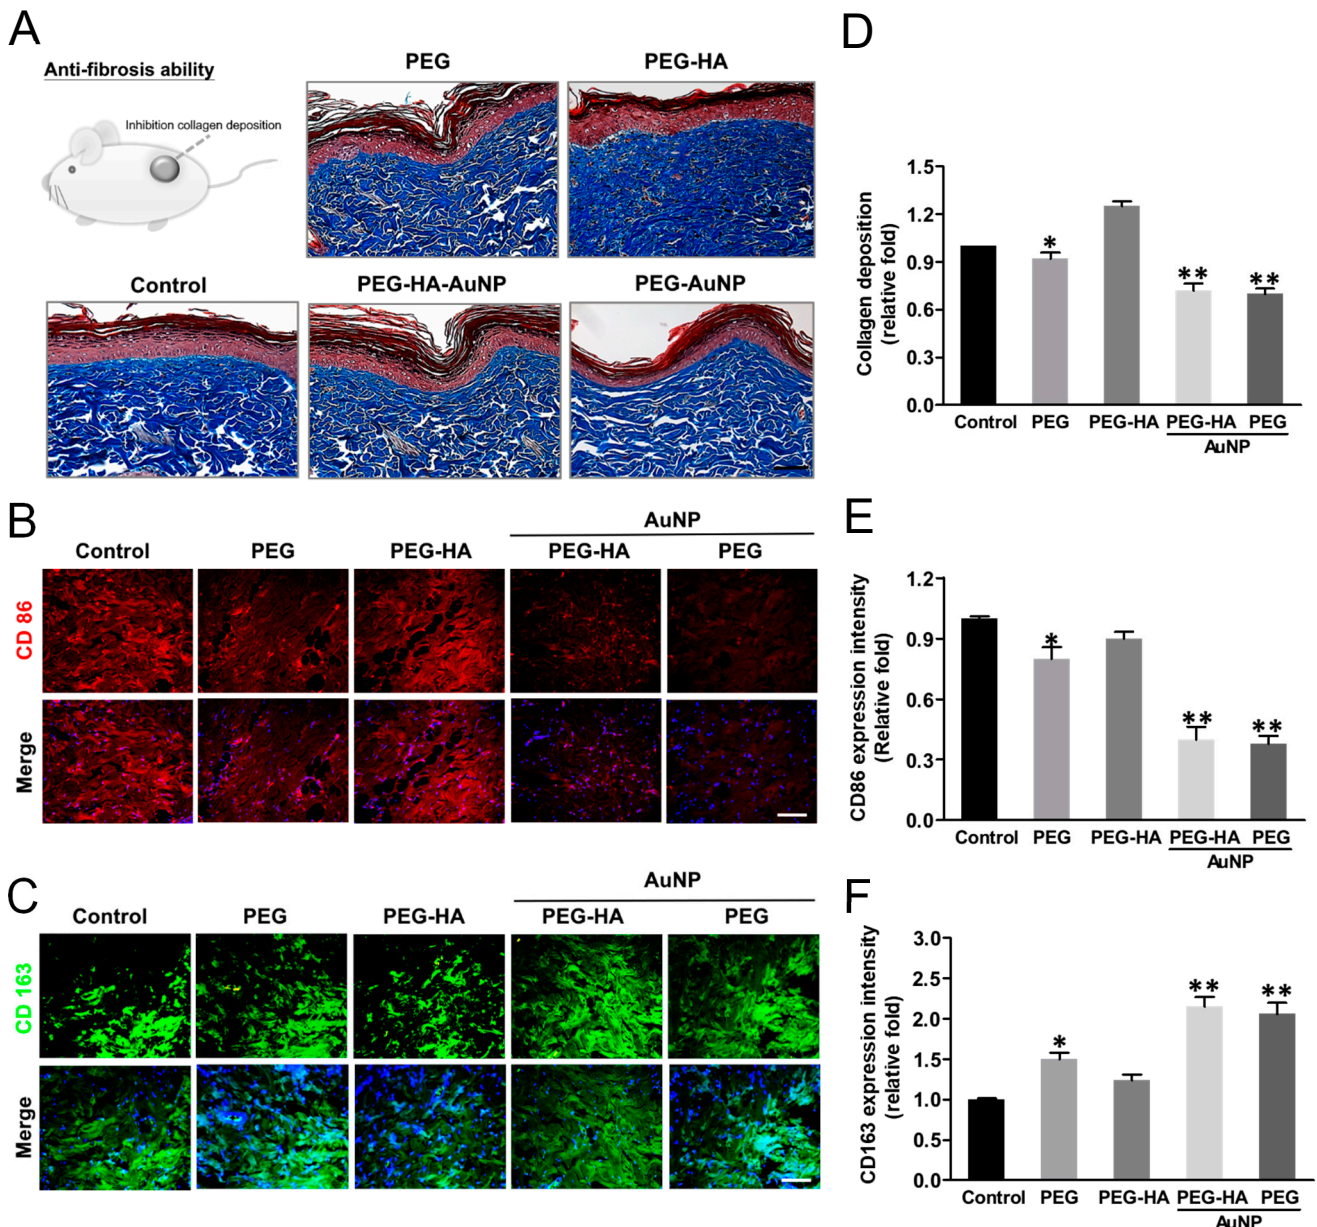 A
Anti-fibrosis ability
Inhibition collagen deposition
PEG
PEG-HA
Control
PEG-HA-AuNP
PEG-AuNP
B
AuNP
Control
PEG
PEG-HA
PEG-HA
PEG
CD 86
Merge
C
AuNP
Control
PEG
PEG-HA
PEG-HA
PEG
CD 163
Merge
D
Collagen deposition
(relative fold)
1.5
1.2
0.9
0.6
0.3
0.0
*
**
**
Control
PEG
PEG-HA
PEG-HA
PEG
AuNP
E
CD86 expression intensity
(Relative fold)
1.2
0.9
0.6
0.3
0.0
*
**
**
Control
PEG
PEG-HA
PEG-HA
PEG
AuNP
F
CD163 expression intensity
(relative fold)
3.0
2.5
2.0
1.5
1.0
0.5
0.0
*
**
**
Control
PEG
PEG-HA
PEG-HA
PEG
AuNP